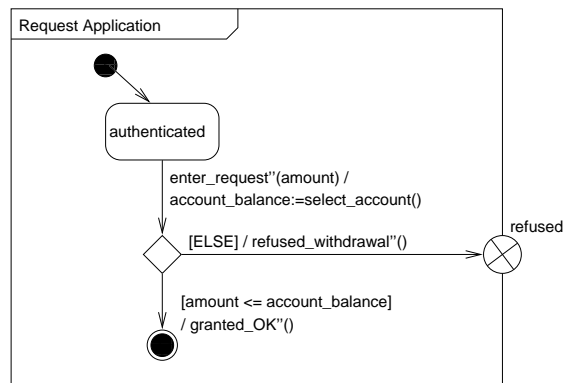 Request Application
authenticated
enter_request''(amount) /
account_balance:=select_account()
refused
[ELSE] / refused_withdrawal''()
[amount <= account_balance]
/ granted_OK''()